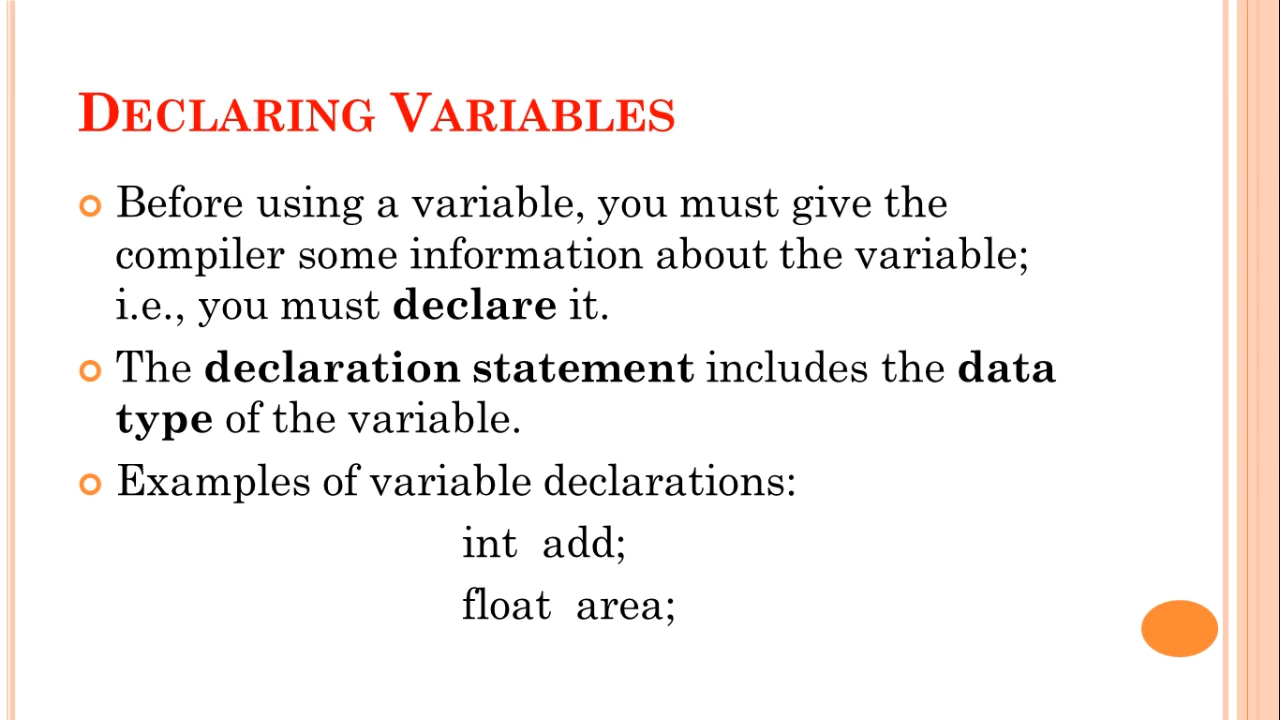 DECLARING VARIABLES
Before using a variable, you must give the
compiler some information about the variable;
i.e., you must declare it.
The declaration statement includes the data
type of the variable.
Examples of variable declarations:
int add;
float area;